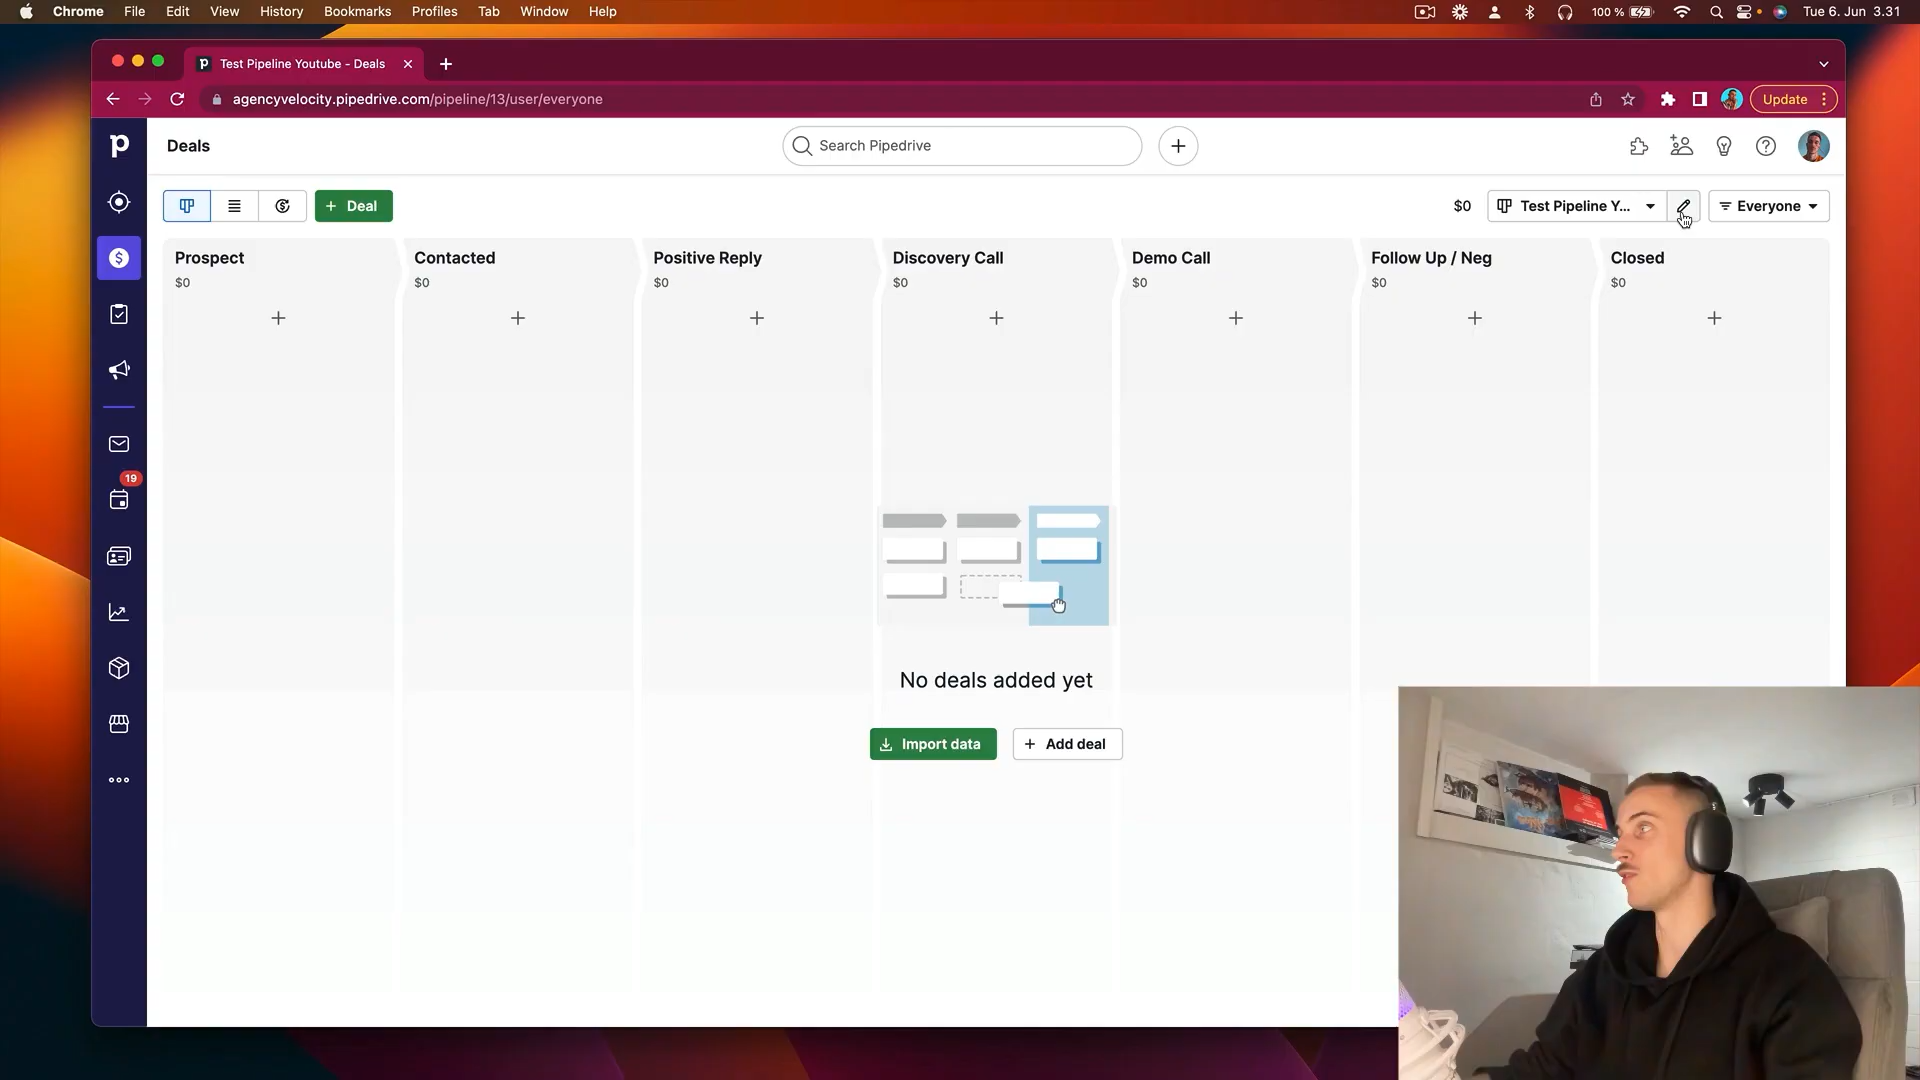 Chrome File Edit View History Bookmarks Profiles Tab Window Help
100 % Tue 6. Jun 3.31
Test Pipeline Youtube - Deals
agencyvelocity.pipedrive.com/pipeline/13/user/everyone
Update
Deals
Search Pipedrive
Deal
$0
Test Pipeline Y...
Everyone
Prospect
$0
Contacted
$0
Positive Reply
$0
Discovery Call
$0
Demo Call
$0
Follow Up / Neg
$0
Closed
$0
19
No deals added yet
Import data
Add deal